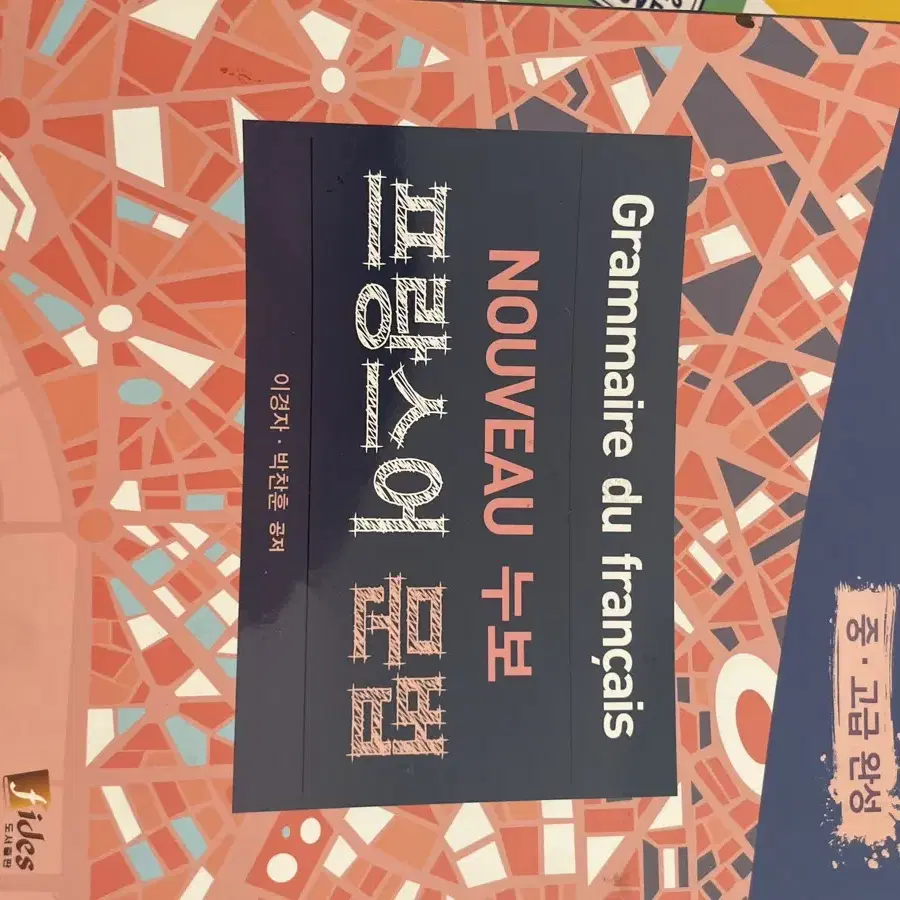 중·고급 완성
Grammaire du français
NOUVEAU 누보
프랑스어 문법
이경자 · 박찬훈 공저
fides
도서출판